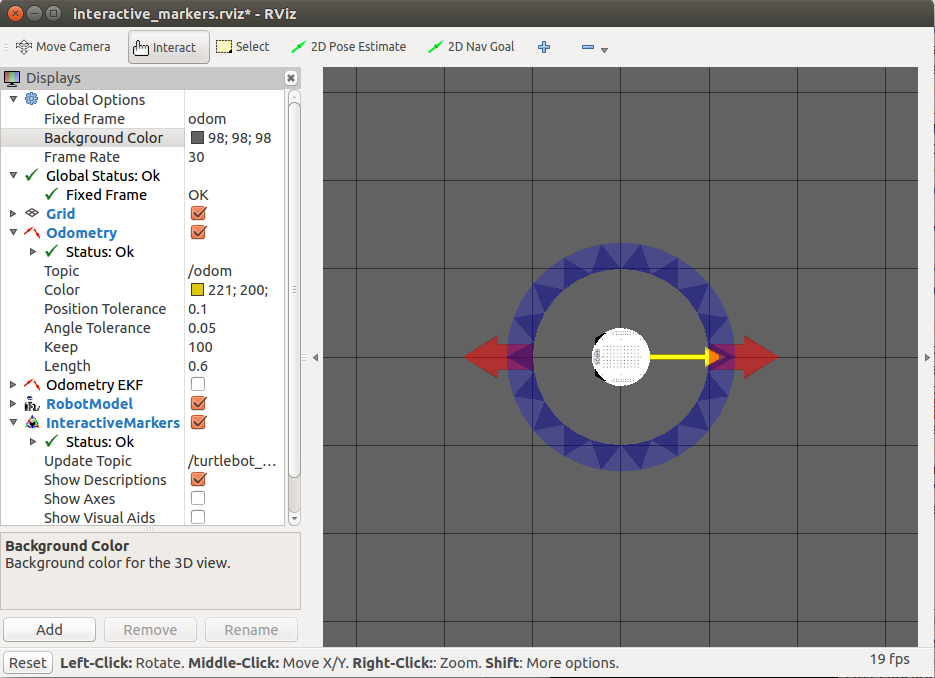 interactive_markers.rviz* - RViz
Move Camera Interact Select 2D Pose Estimate 2D Nav Goal
Displays
Global Options
Fixed Frame odom
Background Color 98; 98; 98
Frame Rate 30
Global Status: Ok
Fixed Frame OK
Grid
Odometry
Status: Ok
Topic /odom
Color 221; 200;
Position Tolerance 0.1
Angle Tolerance 0.05
Keep 100
Length 0.6
Odometry EKF
RobotModel
InteractiveMarkers
Status: Ok
Update Topic /turtlebot_...
Show Descriptions
Show Axes
Show Visual Aids
Background Color
Background color for the 3D view.
Add Remove Rename
Reset Left-Click: Rotate. Middle-Click: Move X/Y. Right-Click:: Zoom. Shift: More options. 19 fps